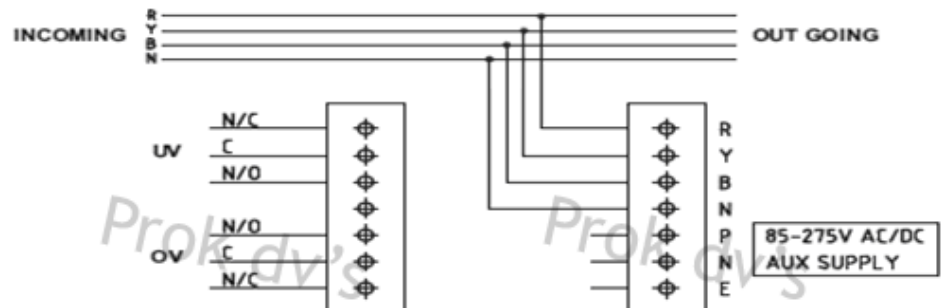 INCOMING
R
Y
B
N
OUT GOING
UV
N/C
C
N/O
OV
N/O
C
N/C
R
Y
B
N
P
N
E
85-275V AC/DC
AUX SUPPLY
Prok dv's
Prok dv's